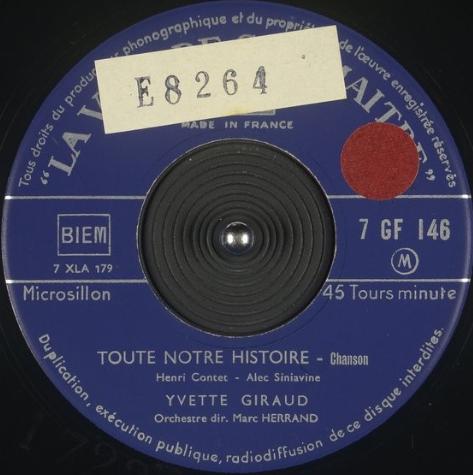 Tous droits du producteur phonographique et du propriétaire de l'œuvre enregistrée réservés
"LA V DE S MAITRE"
E8264
MADE IN FRANCE
BIEM
7 GF 146
7 XLA 179
M
Microsillon
45 Tours minute
TOUTE NOTRE HISTOIRE - Chanson
Henri Contet - Alec Siniavine
YVETTE GIRAUD
Orchestre dir. Marc HERRAND
Duplication, exécution publique, radiodiffusion de ce disque interdites.